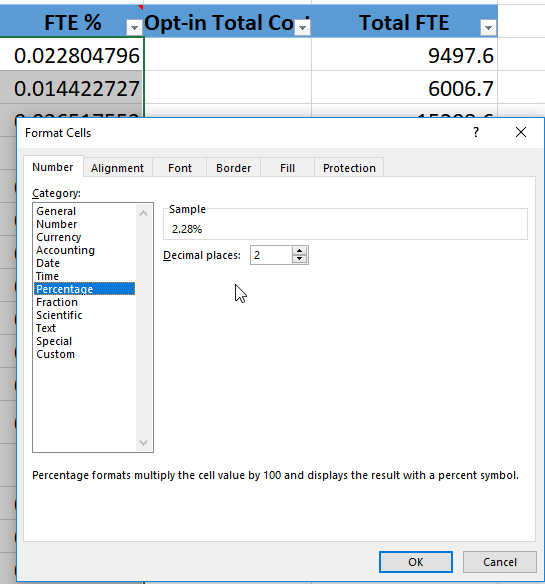 FTE % Opt-in Total Co Total FTE
0.022804796 9497.6
0.014422727 6006.7
Format Cells ?
Number Alignment Font Border Fill Protection
Category:
General
Number
Currency
Accounting
Date
Time
Percentage
Fraction
Scientific
Text
Special
Custom
Sample
2.28%
Decimal places: 2
Percentage formats multiply the cell value by 100 and displays the result with a percent symbol.
OK Cancel